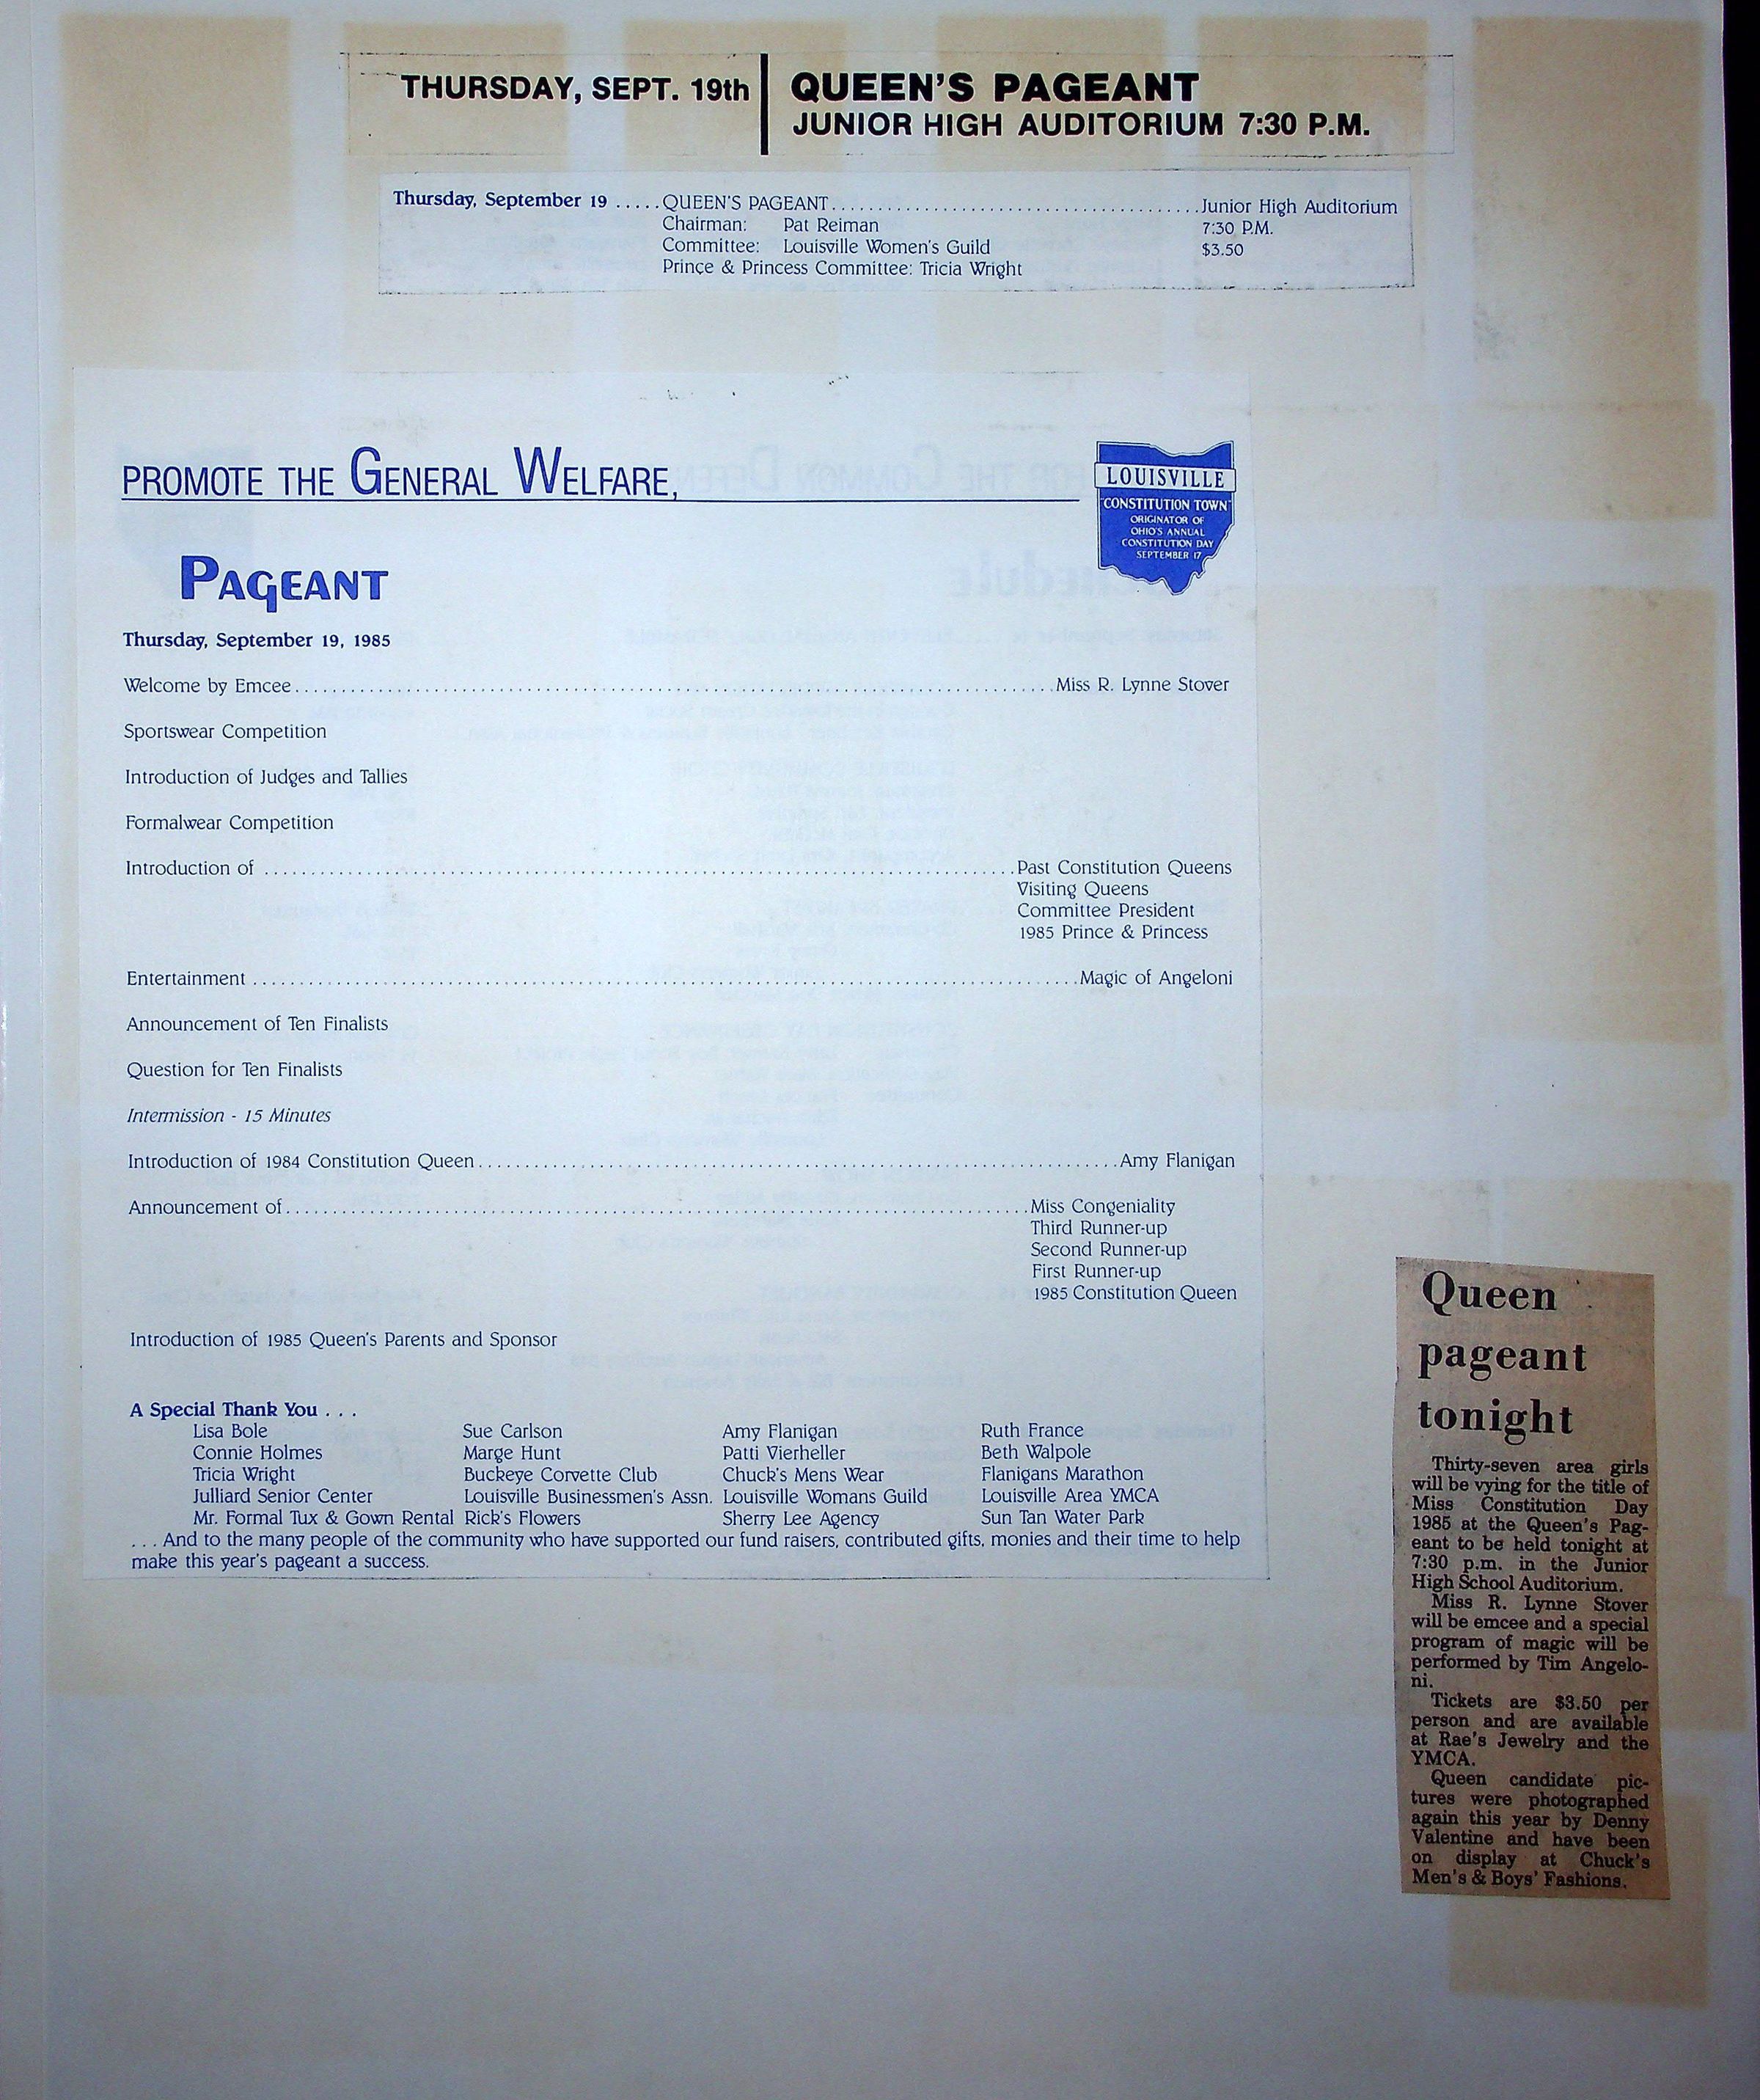 THURSDAY, SEPT. 19th
QUEEN'S PAGEANT
JUNIOR HIGH AUDITORIUM 7:30 P.M.
Thursday, September 19 .....QUEEN'S PAGEANT........................................Junior High Auditorium
Chairman: Pat Reiman 7:30 P.M.
Committee: Louisville Women's Guild $3.50
Prince & Princess Committee: Tricia Wright
PROMOTE THE GENERAL WELFARE,
LOUISVILLE
"CONSTITUTION TOWN"
ORIGINATOR OF
OHIO'S ANNUAL
CONSTITUTION DAY
SEPTEMBER 17
PAGEANT
Thursday, September 19, 1985
Welcome by Emcee........................................Miss R. Lynne Stover
Sportswear Competition
Introduction of Judges and Tallies
Formalwear Competition
Introduction of ........................................Past Constitution Queens
Visiting Queens
Committee President
1985 Prince & Princess
Entertainment ........................................Magic of Angeloni
Announcement of Ten Finalists
Question for Ten Finalists
Intermission - 15 Minutes
Introduction of 1984 Constitution Queen........................................Amy Flanigan
Announcement of........................................Miss Congeniality
Third Runner-up
Second Runner-up
First Runner-up
1985 Constitution Queen
Introduction of 1985 Queen's Parents and Sponsor
A Special Thank You . . .
Lisa Bole Sue Carlson Amy Flanigan Ruth France
Connie Holmes Marge Hunt Patti Vierheller Beth Walpole
Tricia Wright Buckeye Corvette Club Chuck's Mens Wear Flanigans Marathon
Julliard Senior Center Louisville Businessmen's Assn. Louisville Womans Guild Louisville Area YMCA
Mr. Formal Tux & Gown Rental Rick's Flowers Sherry Lee Agency Sun Tan Water Park
. . . And to the many people of the community who have supported our fund raisers, contributed gifts, monies and their time to help
make this year's pageant a success.
Queen
pageant
tonight
Thirty-seven area girls
will be vying for the title of
Miss Constitution Day
1985 at the Queen's Pag-
eant to be held tonight at
7:30 p.m. in the Junior
High School Auditorium.
Miss R. Lynne Stover
will be emcee and a special
program of magic will be
performed by Tim Angelo-
ni.
Tickets are $3.50 per
person and are available
at Rae's Jewelry and the
YMCA.
Queen candidate pic-
tures were photographed
again this year by Denny
Valentine and have been
on display at Chuck's
Men's & Boys' Fashions.